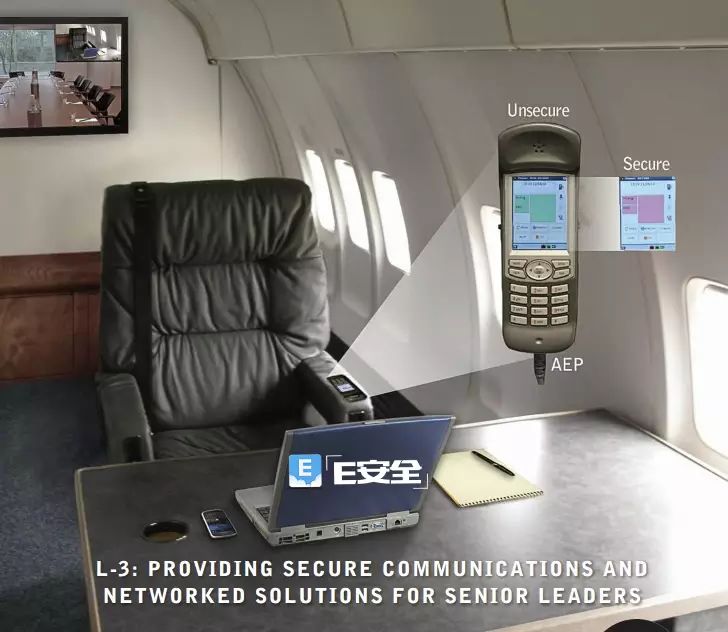 Unsecure
Secure
AEP
E
E安全
L-3: PROVIDING SECURE COMMUNICATIONS AND
NETWORKED SOLUTIONS FOR SENIOR LEADERS